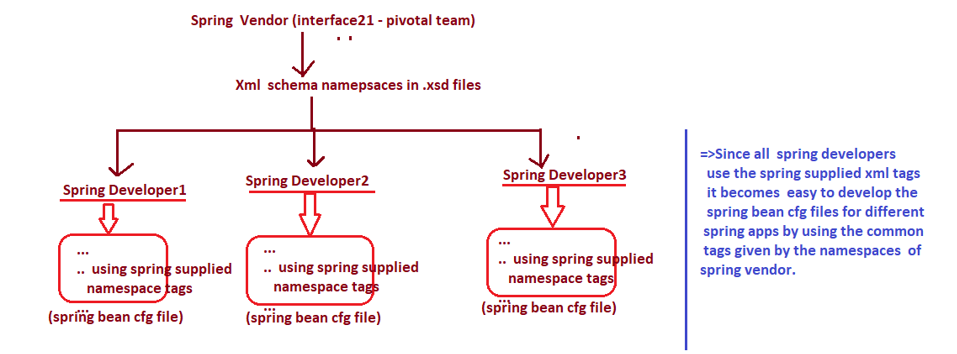 Spring Vendor (interface21 - pivotal team)
Xml schema namepsaces in .xsd files
Spring Developer1
Spring Developer2
Spring Developer3
...
.. using spring supplied
namespace tags
...
(spring bean cfg file)
...
.. using spring supplied
namespace tags
...
(spring bean cfg file)
...
.. using spring supplied
namespace tags
...
(spring bean cfg file)
=>Since all spring developers
use the spring supplied xml tags
it becomes easy to develop the
spring bean cfg files for different
spring apps by using the common
tags given by the namespaces of
spring vendor.